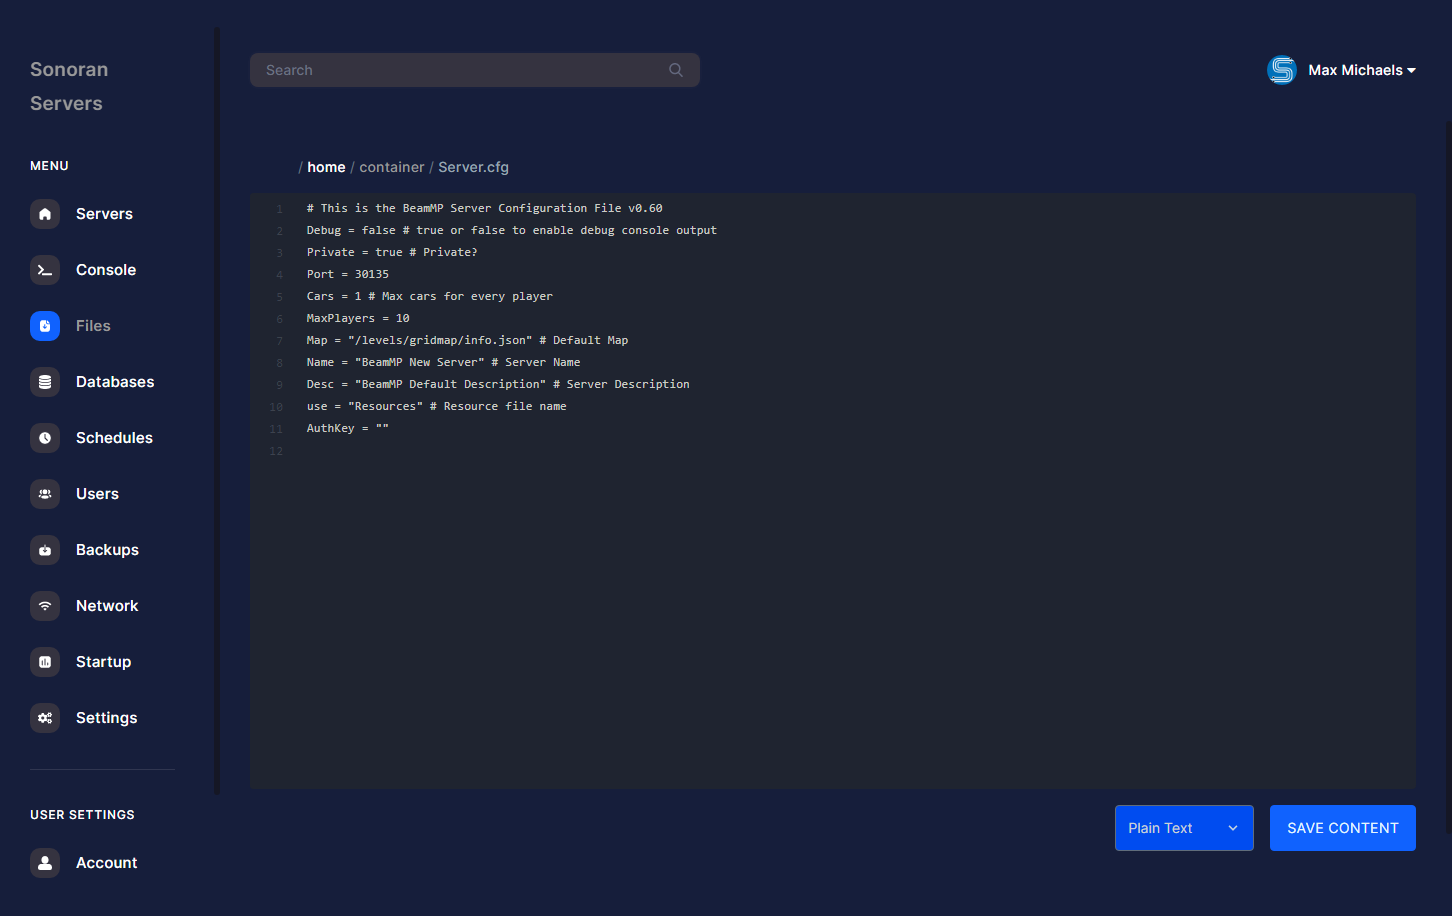 Sonoran
Servers
Search
Max Michaels
MENU
Servers
Console
Files
Databases
Schedules
Users
Backups
Network
Startup
Settings
USER SETTINGS
Account
/ home / container / Server.cfg
1 # This is the BeamMP Server Configuration File v0.60
2 Debug = false # true or false to enable debug console output
3 Private = true # Private?
4 Port = 30135
5 Cars = 1 # Max cars for every player
6 MaxPlayers = 10
7 Map = "/levels/gridmap/info.json" # Default Map
8 Name = "BeamMP New Server" # Server Name
9 Desc = "BeamMP Default Description" # Server Description
10 use = "Resources" # Resource file name
11 AuthKey = ""
12
Plain Text
SAVE CONTENT